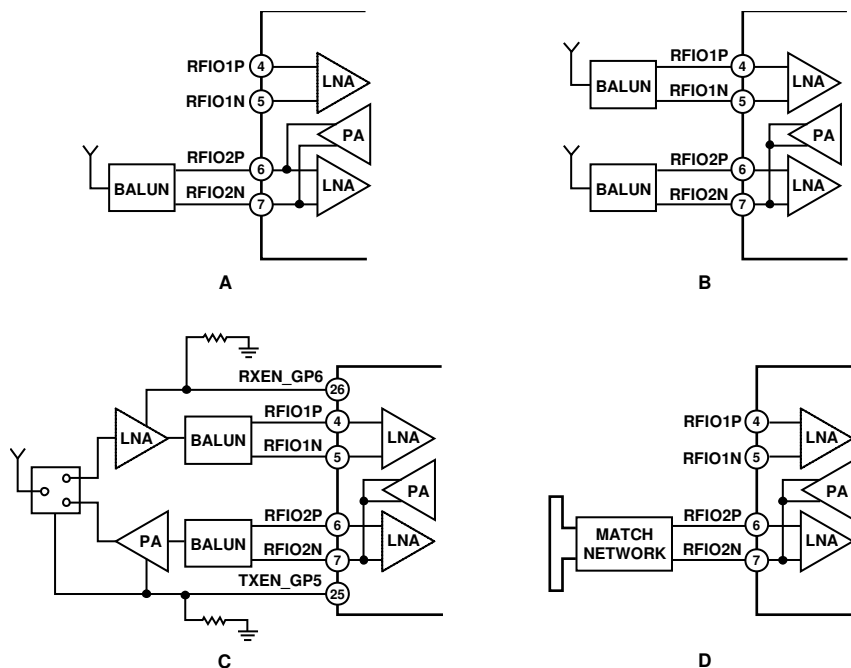 RFIO1P
4
LNA
RFIO1N
5
PA
RFIO2P
6
BALUN
LNA
RFIO2N
7
A
RFIO1P
4
BALUN
LNA
RFIO1N
5
PA
RFIO2P
6
BALUN
LNA
RFIO2N
7
B
RXEN_GP6
26
RFIO1P
4
LNA
BALUN
LNA
RFIO1N
5
PA
RFIO2P
6
PA
BALUN
LNA
RFIO2N
7
TXEN_GP5
25
C
RFIO1P
4
LNA
RFIO1N
5
PA
RFIO2P
6
MATCH
NETWORK
LNA
RFIO2N
7
D